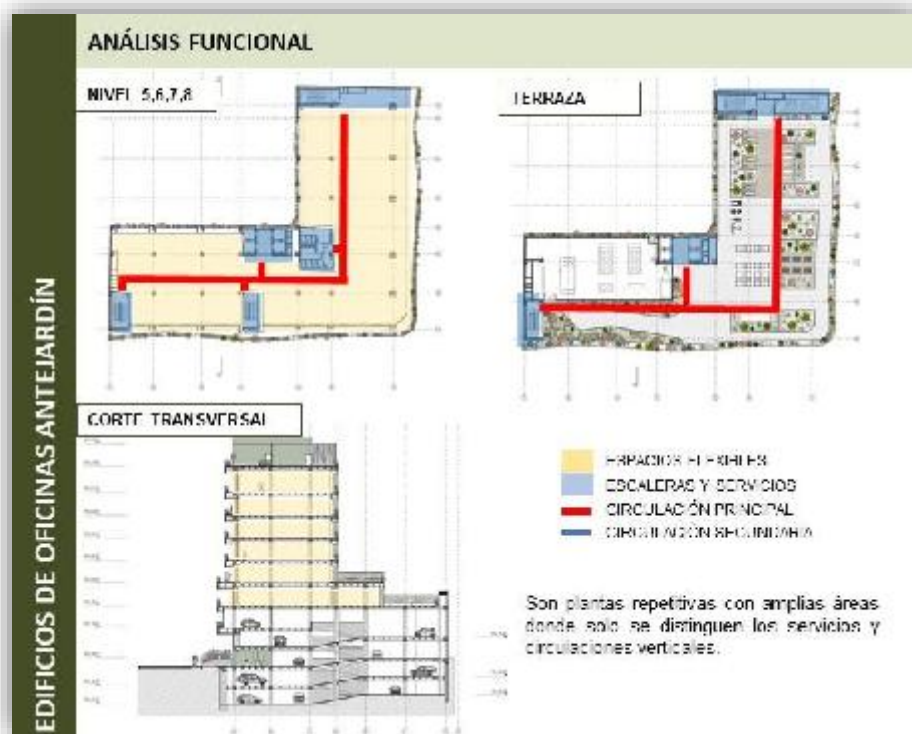 ANÁLISIS FUNCIONAL
NIVEL 5,6,7,8
TERRAZA
EDIFICIOS DE OFICINAS ANTEJARDÍN
CORTE TRANSVERSAL
ESPACIOS FLEXIBLES
ESCALERAS Y SERVICIOS
CIRCULACIÓN PRINCIPAL
CIRCULACIÓN SECUNDARIA
Son plantas repetitivas con amplias áreas
donde solo se distinguen los servicios y
circulaciones verticales.